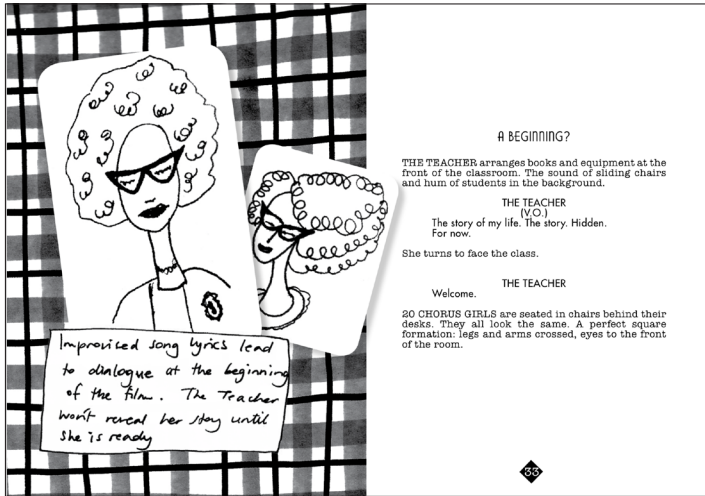 Improvised song lyrics lead
to dialogue at the beginning
of the film. The Teacher
won't reveal her stoy until
she is ready
A BEGINNING?
THE TEACHER arranges books and equipment at the
front of the classroom. The sound of sliding chairs
and hum of students in the background.
THE TEACHER
(V.O.)
The story of my life. The story. Hidden.
For now.
She turns to face the class.
THE TEACHER
Welcome.
20 CHORUS GIRLS are seated in chairs behind their
desks. They all look the same. A perfect square
formation: legs and arms crossed, eyes to the front
of the room.
33